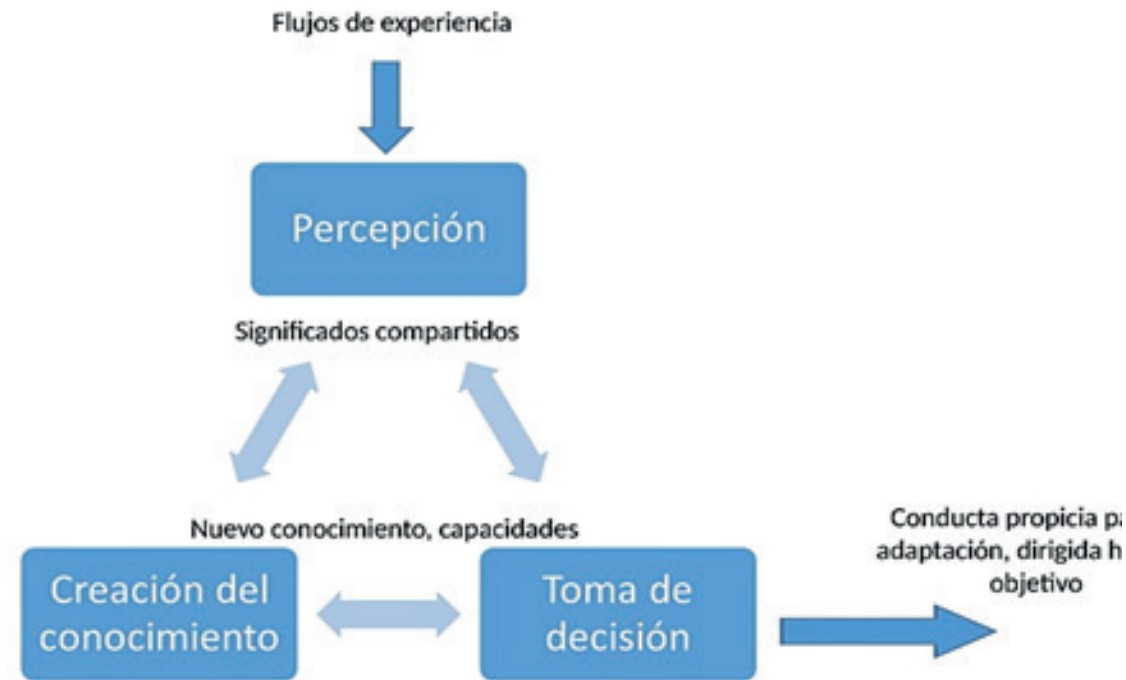 Flujos de experiencia
Percepción
Significados compartidos
Nuevo conocimiento, capacidades
Creación del
conocimiento
Toma de
decisión
Conducta propicia
adaptación, dirigida
objetivo